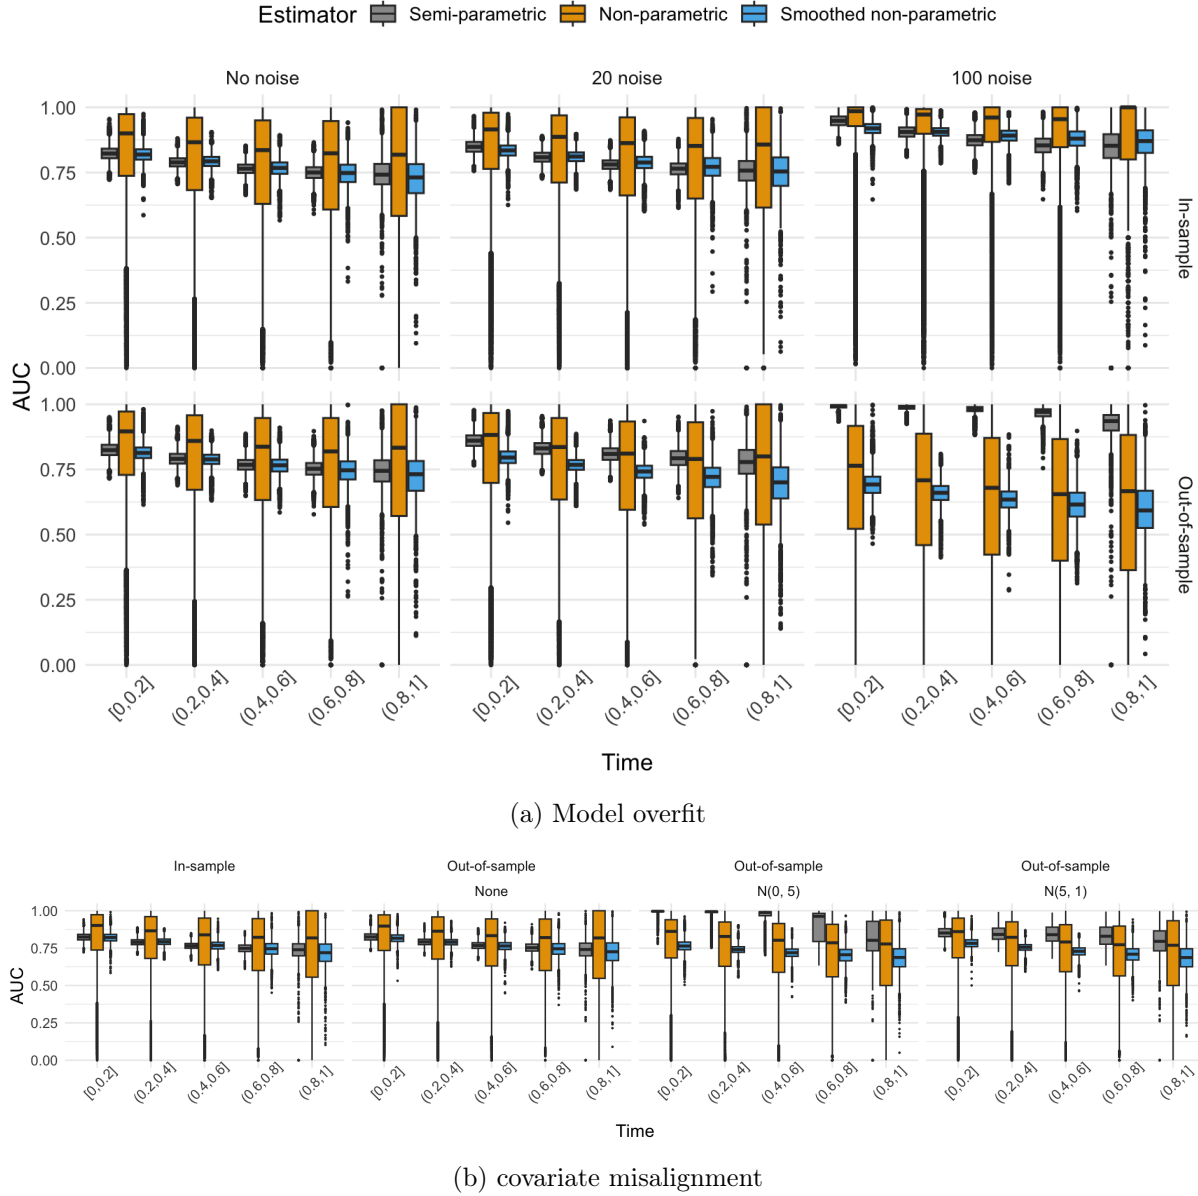 Estimator Semi-parametric Non-parametric Smoothed non-parametric
No noise 20 noise 100 noise
1.00
0.75
0.50
0.25
0.00
In-sample
AUC
1.00
0.75
0.50
0.25
0.00
Out-of-sample
[0,0.2] (0.2,0.4] (0.4,0.6] (0.6,0.8] (0.8,1] [0,0.2] (0.2,0.4] (0.4,0.6] (0.6,0.8] (0.8,1] [0,0.2] (0.2,0.4] (0.4,0.6] (0.6,0.8] (0.8,1]
Time
(a) Model overfit
In-sample Out-of-sample Out-of-sample Out-of-sample
None N(0, 5) N(5, 1)
1.00
0.75
0.50
0.25
0.00
AUC
[0,0.2] (0.2,0.4] (0.4,0.6] (0.6,0.8] (0.8,1] [0,0.2] (0.2,0.4] (0.4,0.6] (0.6,0.8] (0.8,1] [0,0.2] (0.2,0.4] (0.4,0.6] (0.6,0.8] (0.8,1] [0,0.2] (0.2,0.4] (0.4,0.6] (0.6,0.8] (0.8,1]
Time
(b) covariate misalignment